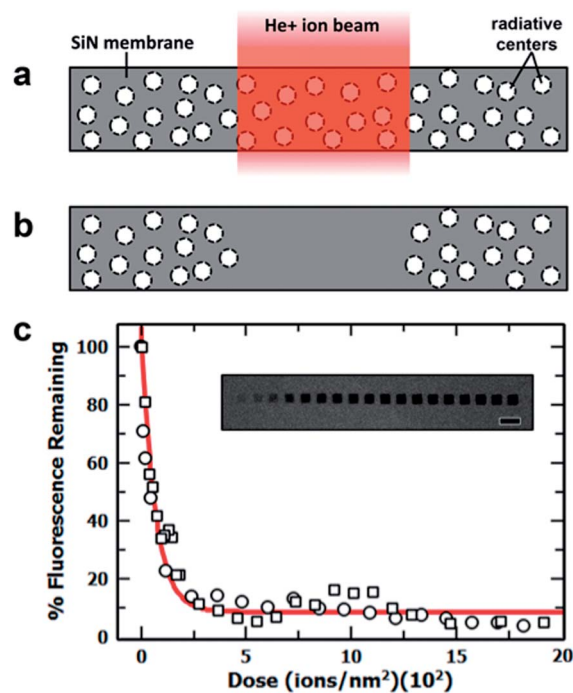 He+ ion beam
SiN membrane
radiative
centers
a
b
c
% Fluorescence Remaining
100
80
60
40
20
0
0 5 10 15 20
Dose (ions/nm²)(10²)